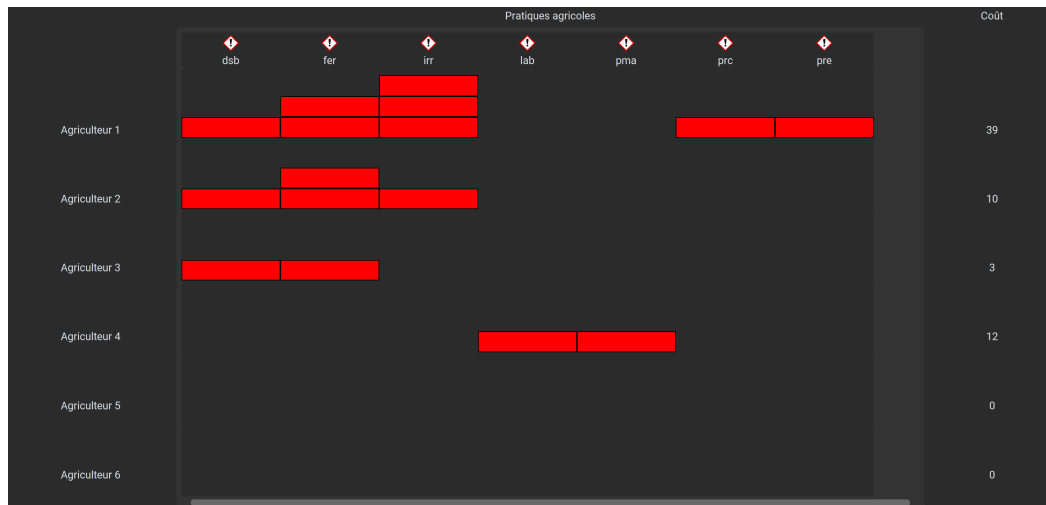 Pratiques agricoles Coût
dsb fer irr lab pma prc pre
Agriculteur 1 39
Agriculteur 2 10
Agriculteur 3 3
Agriculteur 4 12
Agriculteur 5 0
Agriculteur 6 0